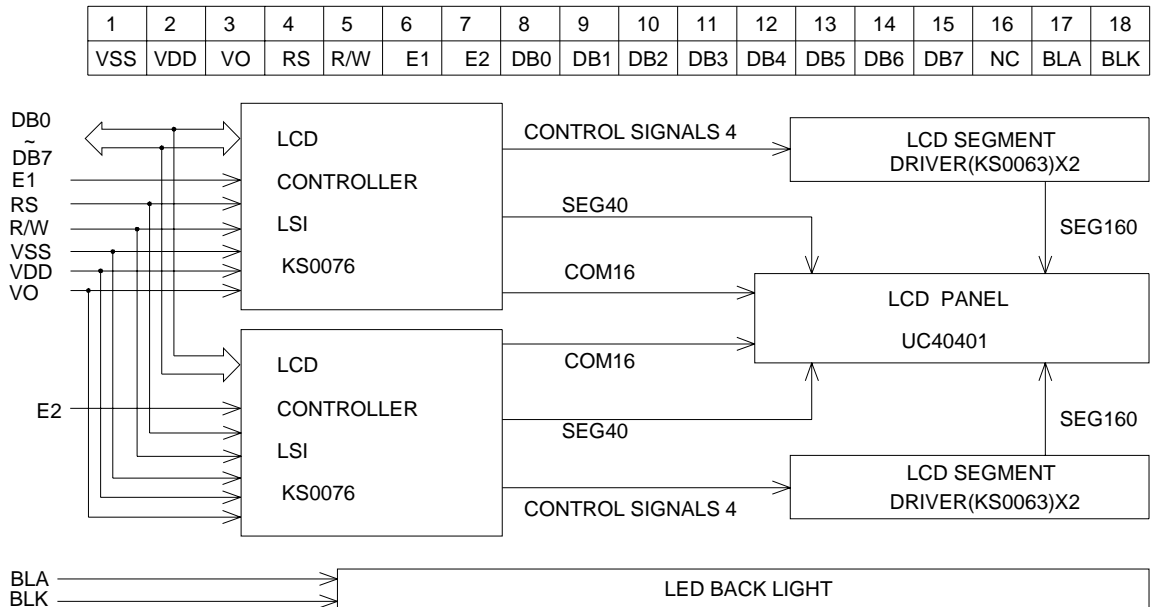 1 2 3 4 5 6 7 8 9 10 11 12 13 14 15 16 17 18
VSS VDD VO RS R/W E1 E2 DB0 DB1 DB2 DB3 DB4 DB5 DB6 DB7 NC BLA BLK
DB0
~
DB7
E1
RS
R/W
VSS
VDD
VO
LCD
CONTROLLER
LSI
KS0076
CONTROL SIGNALS 4
SEG40
COM16
LCD SEGMENT
DRIVER(KS0063)X2
SEG160
LCD PANEL
UC40401
E2
LCD
CONTROLLER
LSI
KS0076
COM16
SEG40
CONTROL SIGNALS 4
SEG160
LCD SEGMENT
DRIVER(KS0063)X2
BLA
BLK
LED BACK LIGHT